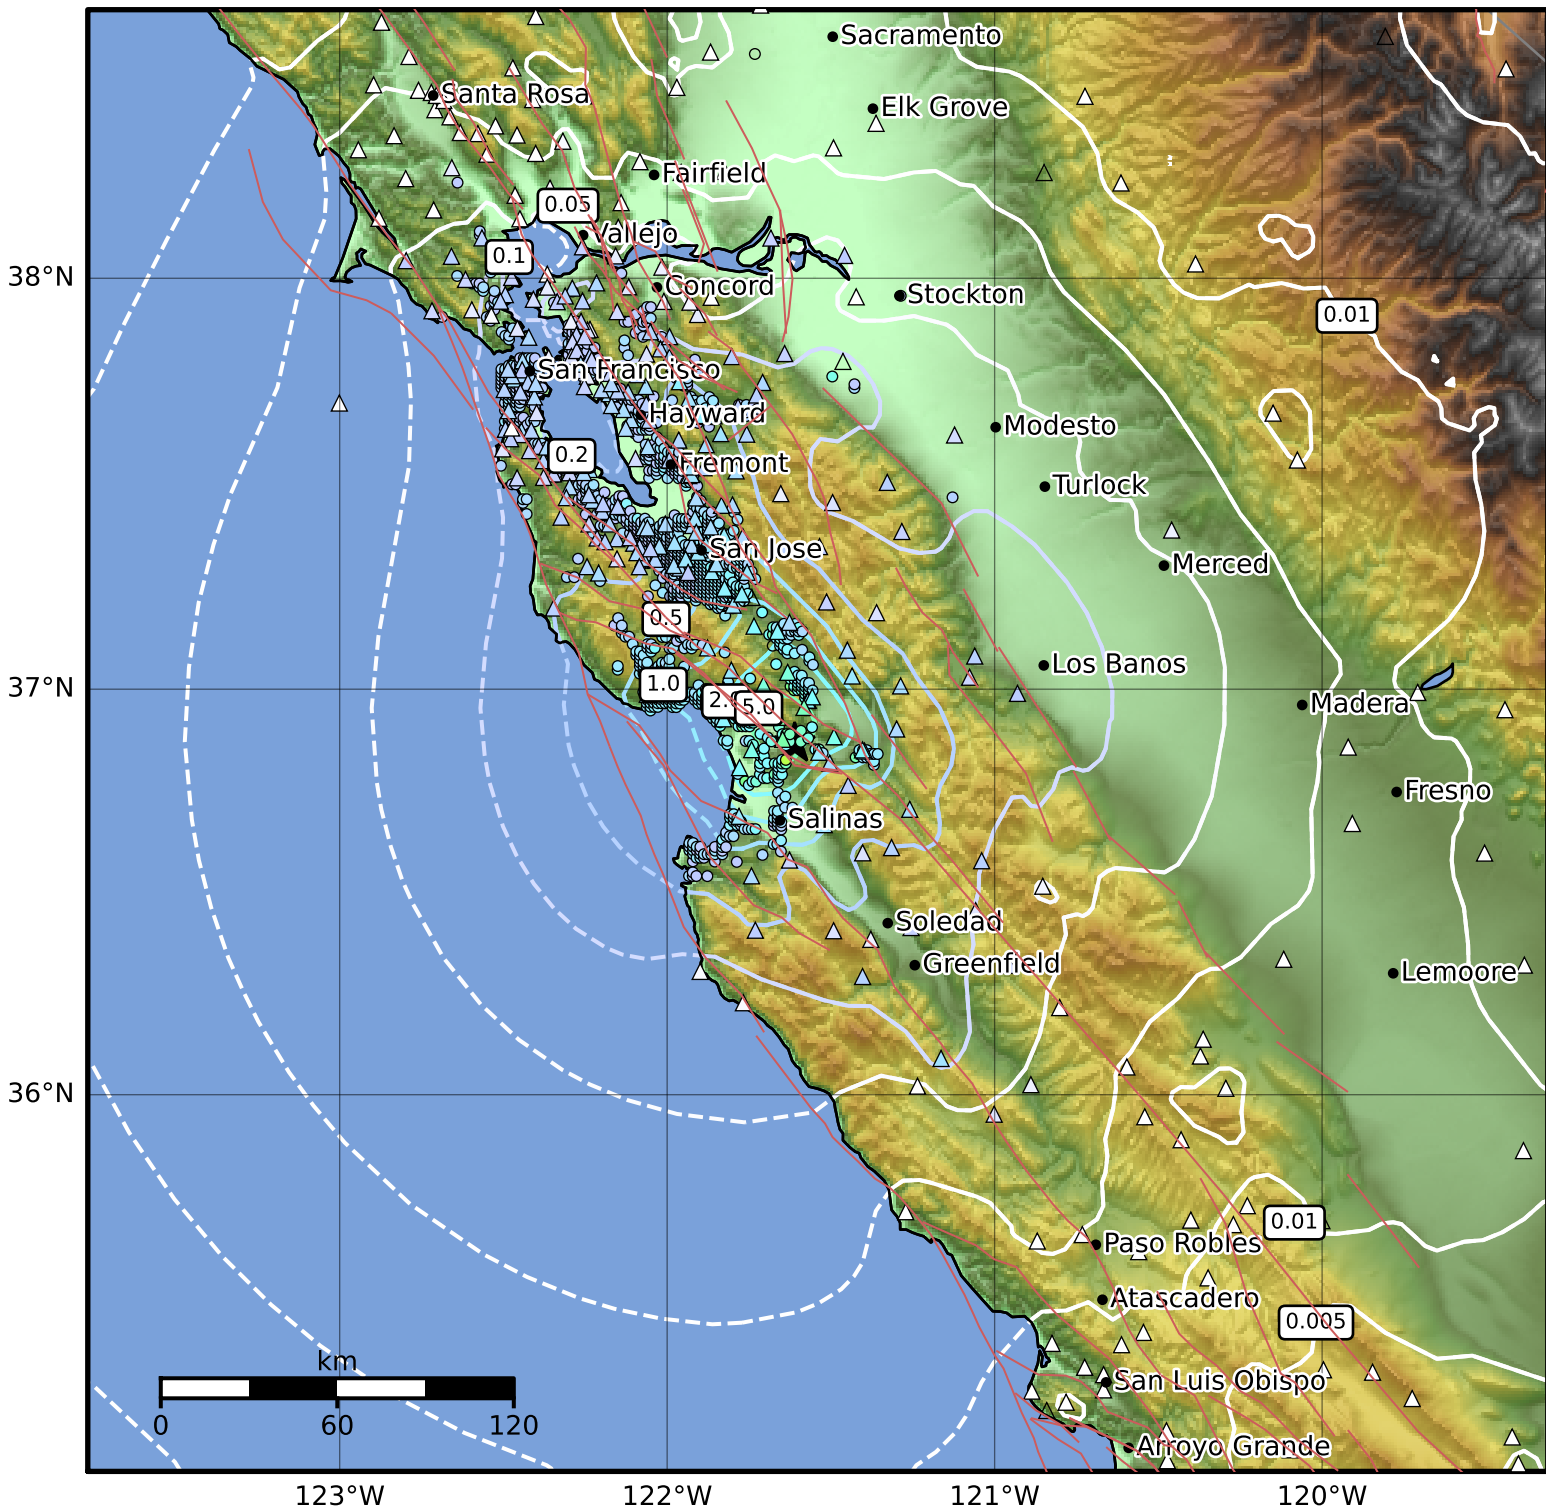 Sacramento
Santa Rosa
Elk Grove
Fairfield
0.05
Vallejo
0.1
38°N
Concord
Stockton
0.01
San Francisco
Hayward
Modesto
0.2
Fremont
Turlock
San Jose
Merced
0.5
Los Banos
37°N
1.0
2.
5.0
Madera
Fresno
Salinas
Soledad
Greenfield
Lemoore
36°N
0.01
Paso Robles
Atascadero
0.005
km
San Luis Obispo
0 60 120
Arroyo Grande
123°W 122°W 121°W 120°W